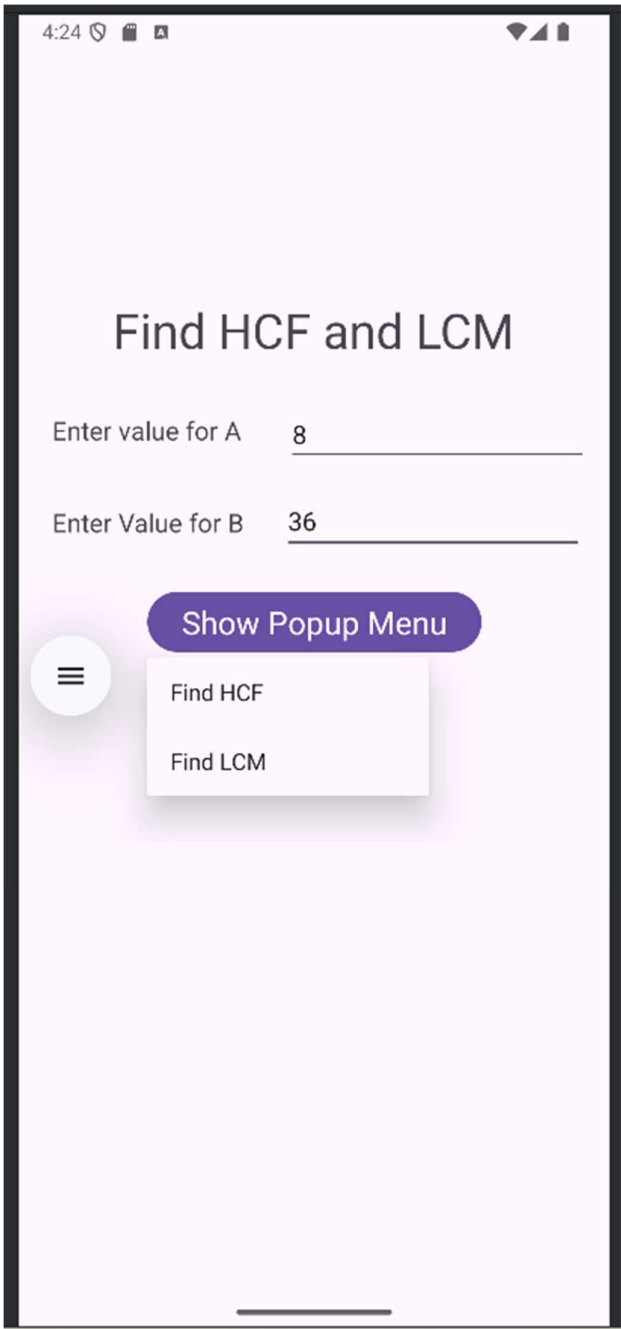 4:24
Find HCF and LCM
Enter value for A 8
Enter Value for B 36
Show Popup Menu
Find HCF
Find LCM